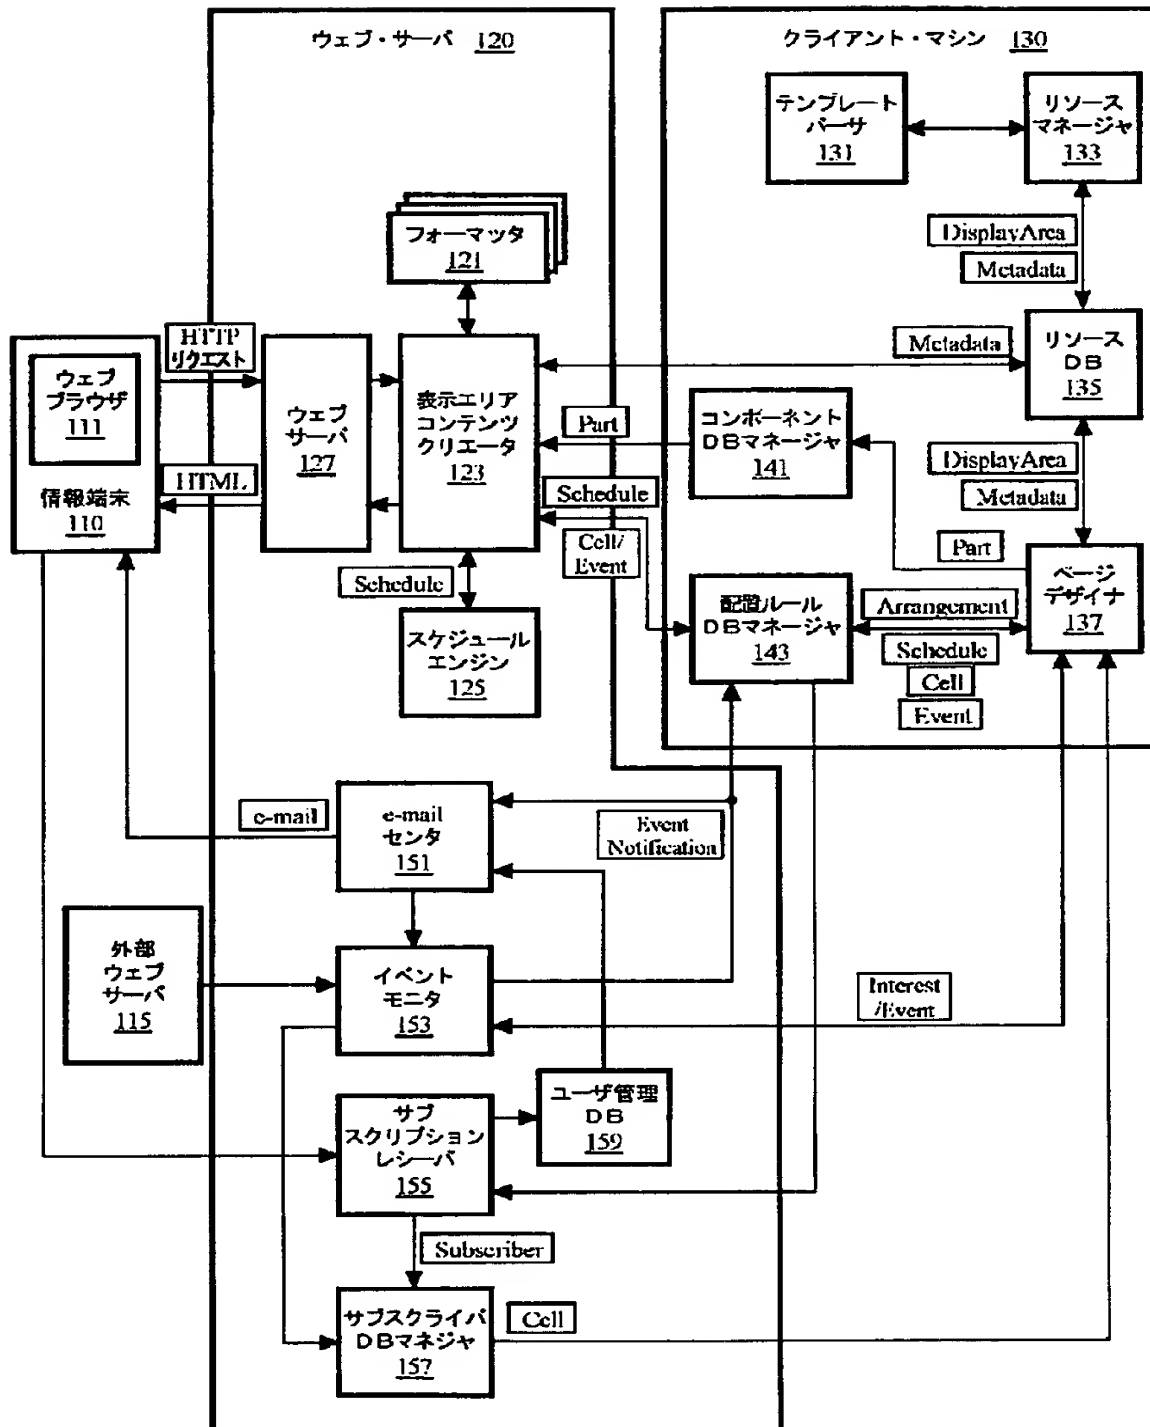 ウェブ・サーバ 120
クライアント・マシン 130
テンプレート
パーサ
131
リソース
マネージャ
133
DisplayArea
Metadata
フォーマッタ
121
HTTP
リクエスト
ウェブ
ブラウザ
111
情報端末
110
HTML
ウェブ
サーバ
127
表示エリア
コンテンツ
クリエータ
123
Metadata
リソース
DB
135
Part
コンポーネント
DBマネージャ
141
DisplayArea
Metadata
Schedule
Cell/
Event
Part
ページ
デザイナ
137
Schedule
スケジュール
エンジン
125
配置ルール
DBマネージャ
143
Arrangement
Schedule
Cell
Event
e-mail
e-mail
センタ
151
Event
Notification
外部
ウェブ
サーバ
115
イベント
モニタ
153
Interest
/Event
サブ
スクリプション
レシーバ
155
ユーザ管理
DB
159
Subscriber
サブスクライバ
DBマネジャ
157
Cell